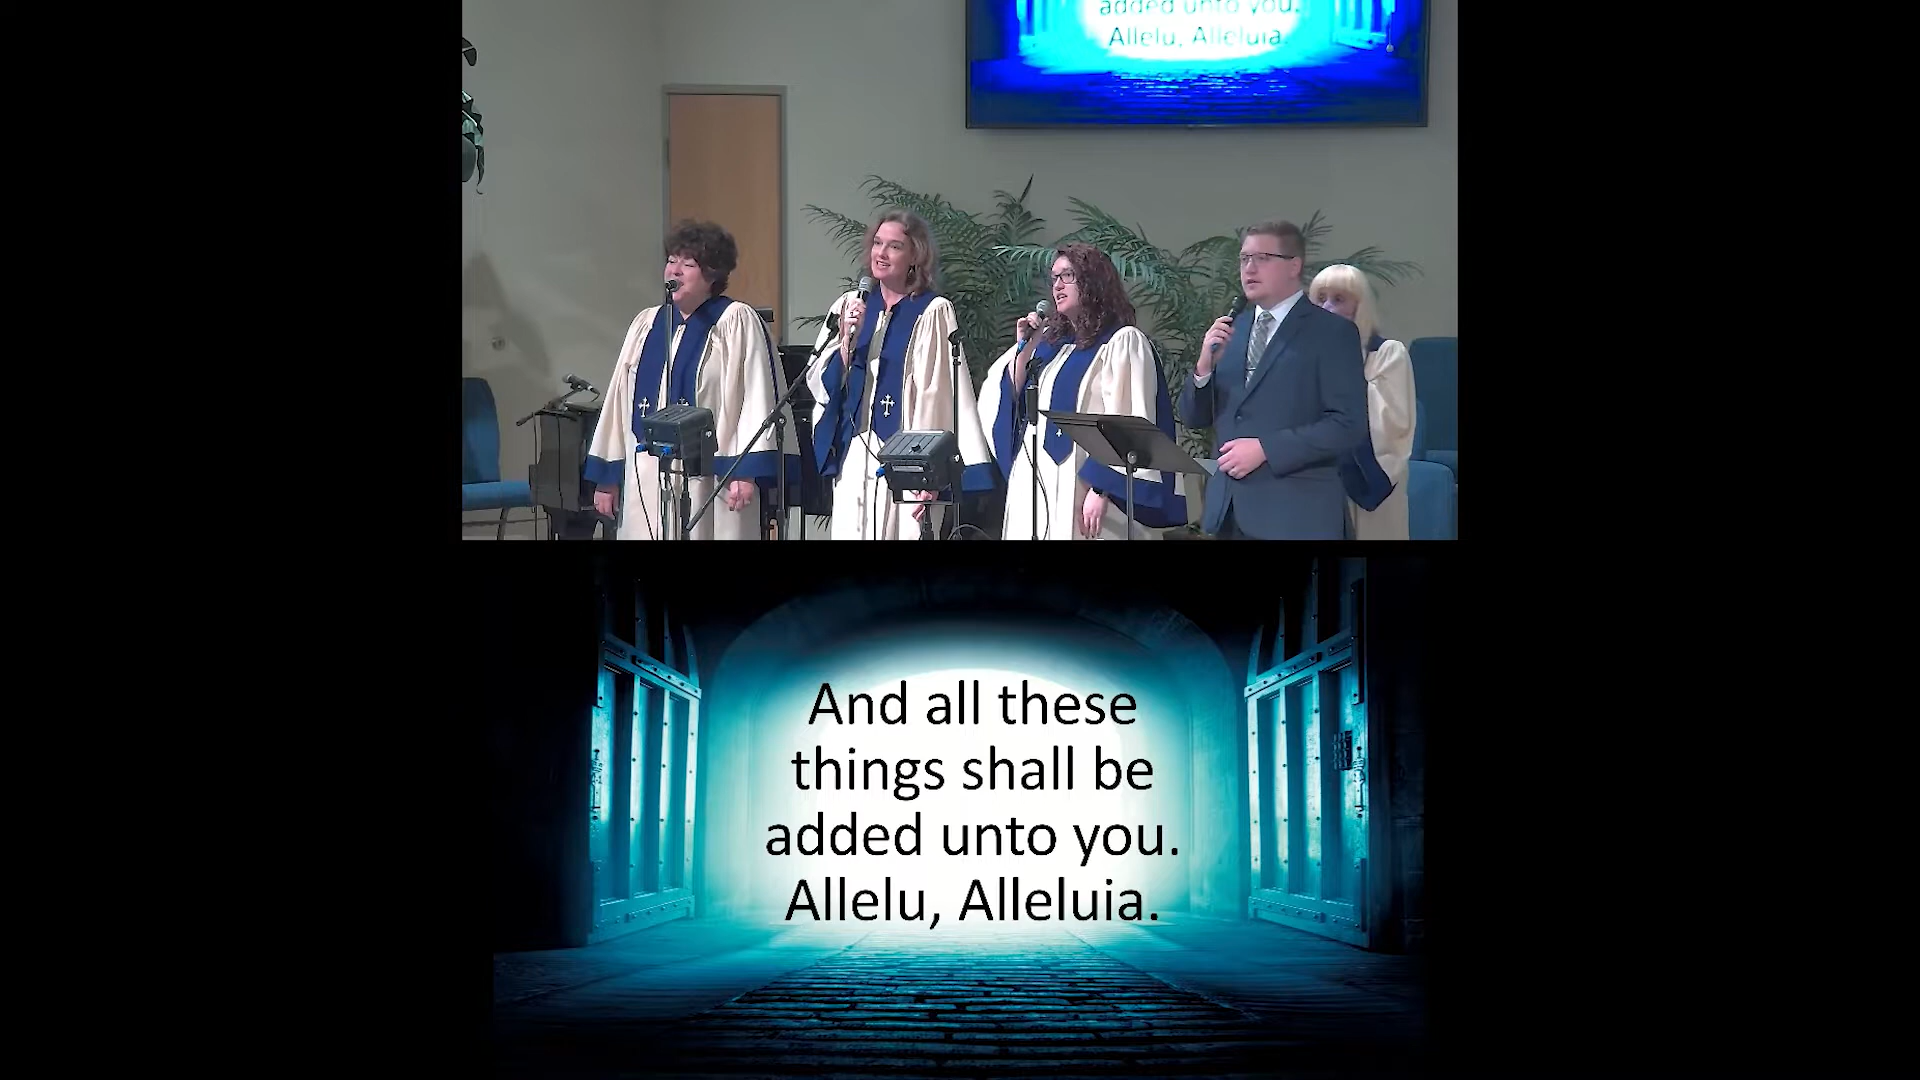 added unto you.
Allelu, Alleluia.
And all these
things shall be
added unto you.
Allelu, Alleluia.